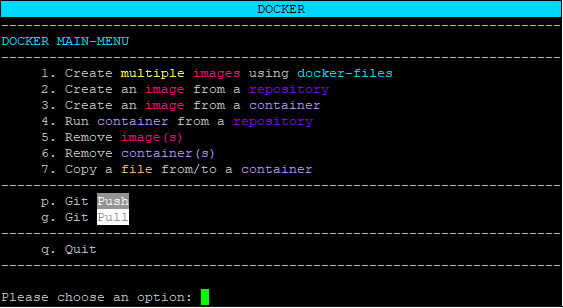 DOCKER
DOCKER MAIN-MENU
1. Create multiple images using docker-files
2. Create an image from a repository
3. Create an image from a container
4. Run container from a repository
5. Remove image(s)
6. Remove container(s)
7. Copy a file from/to a container
p. Git Push
g. Git Pull
q. Quit
Please choose an option: